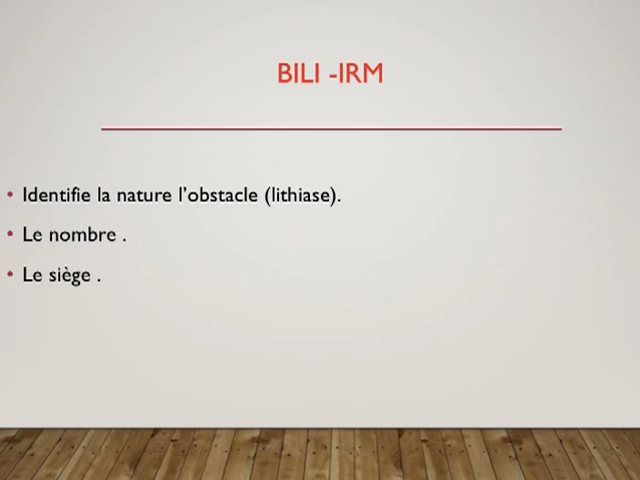 BILI -IRM
• Identifie la nature l'obstacle (lithiase).
• Le nombre .
• Le siège .